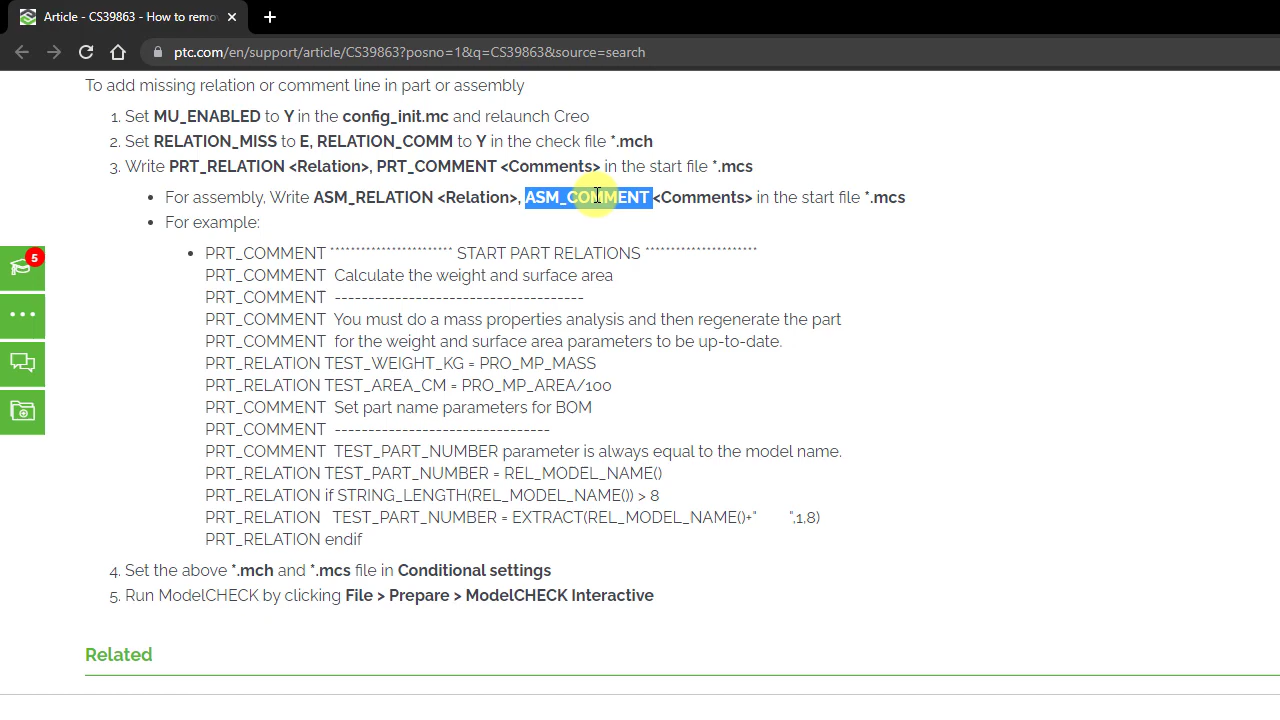 Article - CS39863 - How to remo
ptc.com/en/support/article/CS39863?posno=1&q=CS39863&source=search
To add missing relation or comment line in part or assembly
1. Set MU_ENABLED to Y in the config_init.mc and relaunch Creo
2. Set RELATION_MISS to E, RELATION_COMM to Y in the check file *.mch
3. Write PRT_RELATION <Relation>, PRT_COMMENT <Comments> in the start file *.mcs
• For assembly, Write ASM_RELATION <Relation>, ASM_COMMENT <Comments> in the start file *.mcs
• For example:
• PRT_COMMENT ************************ START PART RELATIONS **********************
PRT_COMMENT  Calculate the weight and surface area
PRT_COMMENT  -------------------------------------
PRT_COMMENT  You must do a mass properties analysis and then regenerate the part
PRT_COMMENT  for the weight and surface area parameters to be up-to-date.
PRT_RELATION TEST_WEIGHT_KG = PRO_MP_MASS
PRT_RELATION TEST_AREA_CM = PRO_MP_AREA/100
PRT_COMMENT  Set part name parameters for BOM
PRT_COMMENT  --------------------------------
PRT_COMMENT  TEST_PART_NUMBER parameter is always equal to the model name.
PRT_RELATION TEST_PART_NUMBER = REL_MODEL_NAME()
PRT_RELATION if STRING_LENGTH(REL_MODEL_NAME()) > 8
PRT_RELATION   TEST_PART_NUMBER = EXTRACT(REL_MODEL_NAME()+"        ",1,8)
PRT_RELATION endif
5
4. Set the above *.mch and *.mcs file in Conditional settings
5. Run ModelCHECK by clicking File > Prepare > ModelCHECK Interactive
Related